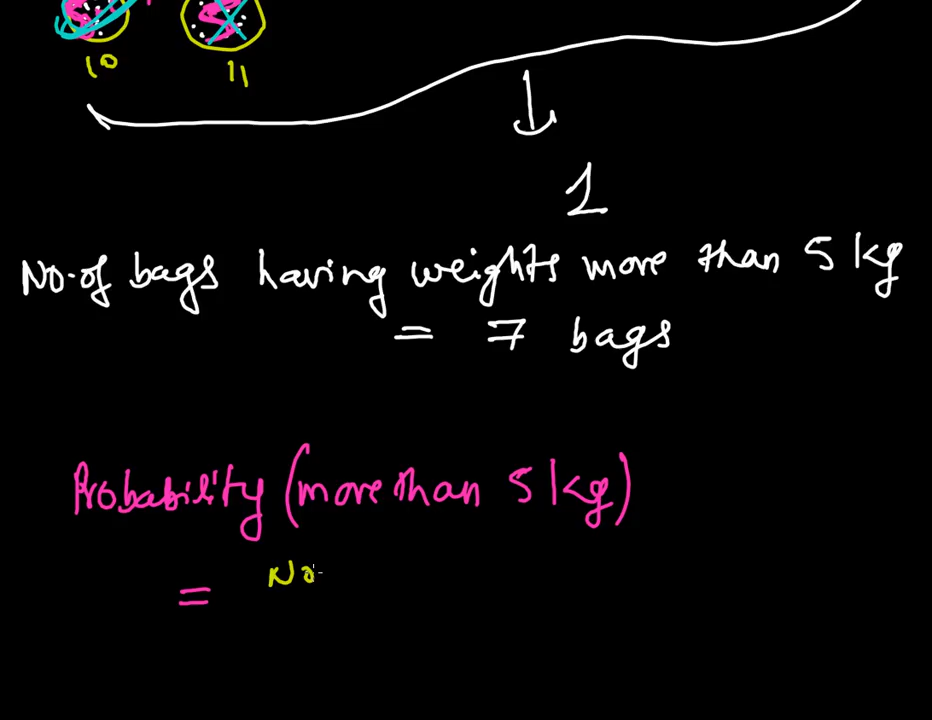 10 11
1
No. of bags having weights more than 5 kg
= 7 bags
Probability (more than 5 kg)
= No